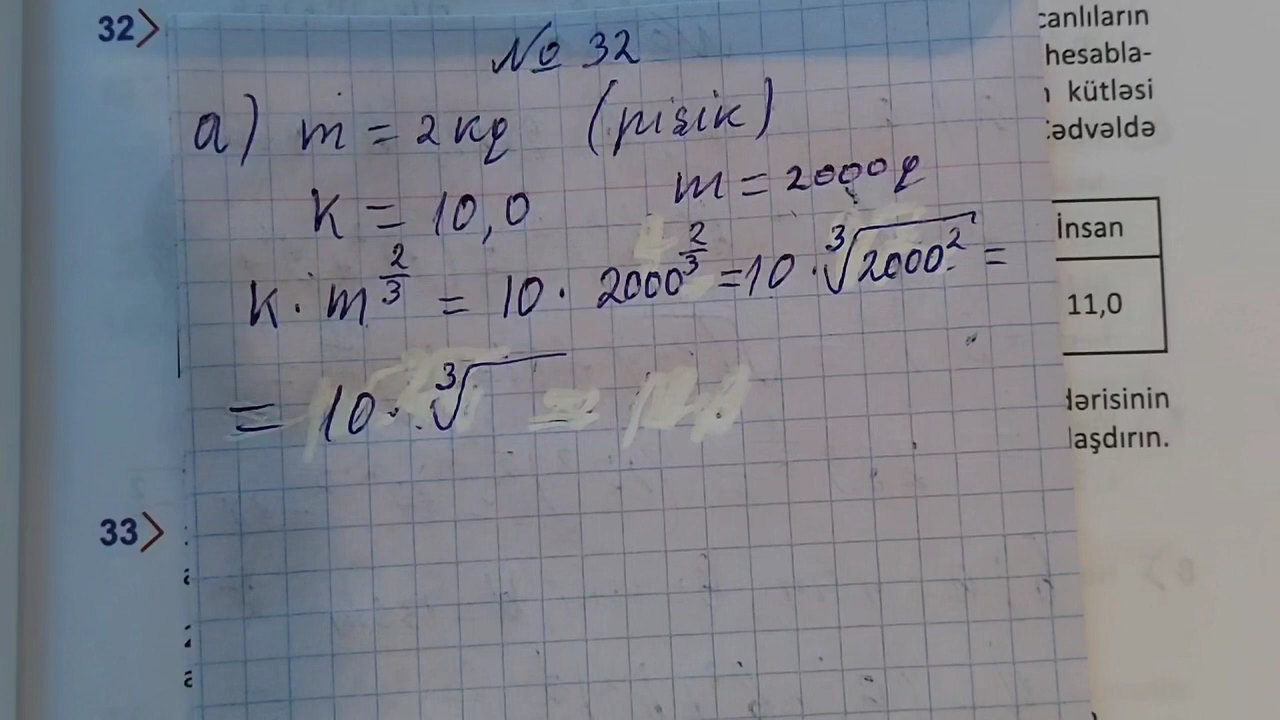 32>
canlıların
№ 32
hesabla-
kütləsi
a) m = 2 kq (pişik)
cədvəldə
m = 2000 q
k = 10,0
İnsan
k · m^{2/3} = 10 · 2000^{2/3} = 10 · ∛2000² =
11,0
= 10 · ∛
dərisinin
33>